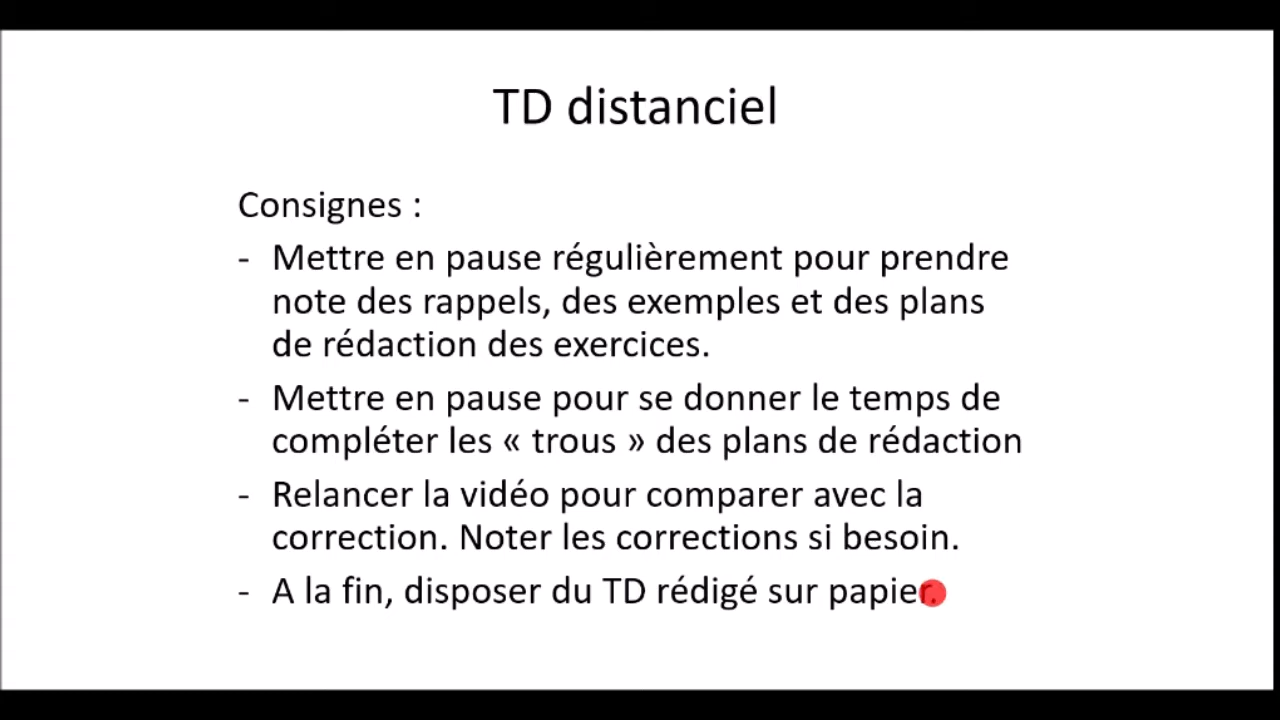 TD distanciel
Consignes :
- Mettre en pause régulièrement pour prendre
note des rappels, des exemples et des plans
de rédaction des exercices.
- Mettre en pause pour se donner le temps de
compléter les « trous » des plans de rédaction
- Relancer la vidéo pour comparer avec la
correction. Noter les corrections si besoin.
- A la fin, disposer du TD rédigé sur papier.